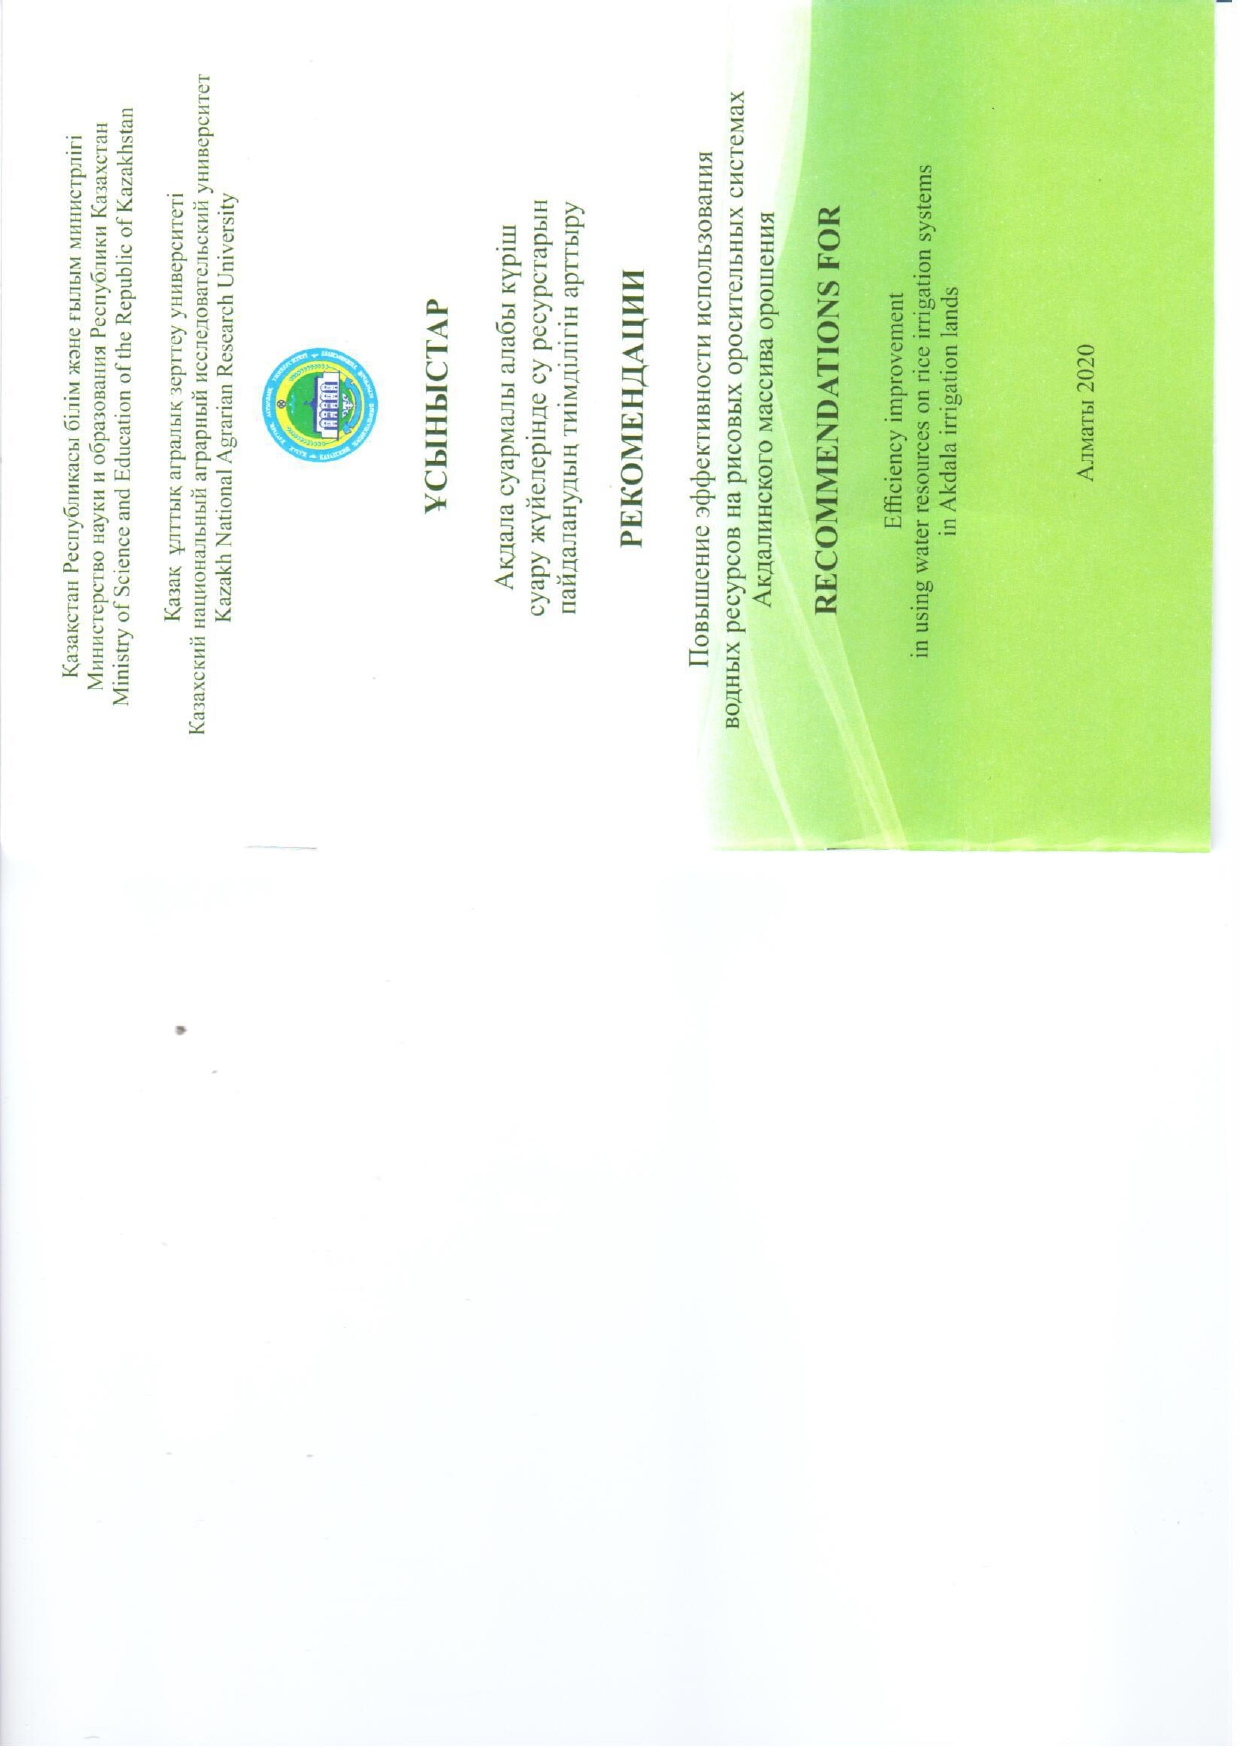 Қазақстан Республикасы білім және ғылым министрлігі
Министерство науки и образования Республики Казахстан
Ministry of Science and Education of the Republic of Kazakhstan
Қазақ ұлттық агралық зерттеу университеті
Казахский национальный аграрный исследовательский университет
Kazakh National Agrarian Research University
ҰСЫНЫСТАР
Ақдала суармалы алабы күріш
суару жүйелерінде су ресурстарын
пайдаланудың тиімділігін арттыру
РЕКОМЕНДАЦИИ
Повышение эффективности использования
водных ресурсов на рисовых оросительных системах
Акдалинского массива орошения
RECOMMENDATIONS FOR
Efficiency improvement
in using water resources on rice irrigation systems
in Akdala irrigation lands
Алматы 2020